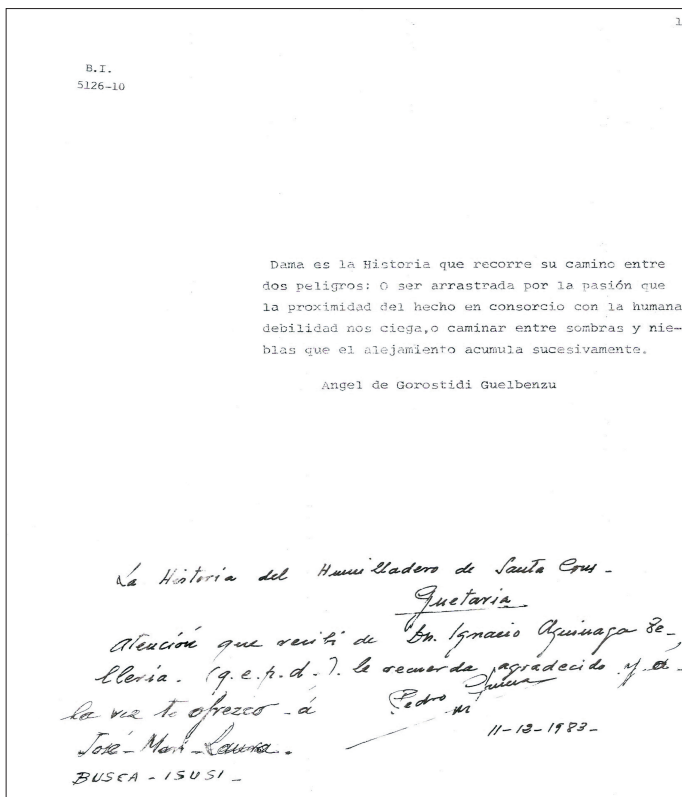 1
B.I.
5126-10
Dama es la Historia que recorre su camino entre
dos peligros: O ser arrastrada por la pasión que
la proximidad del hecho en consorcio con la humana
debilidad nos ciega,o caminar entre sombras y nie-
blas que el alejamiento acumula sucesivamente.
Angel de Gorostidi Guelbenzu
La Historia del Humilladero de Santa Cruz -
Guetaria
Atención que recibi de Dn. Ignacio Aguinaga Be-
lleria. (q.e.p.d.). le recuerda agradecido y a
la vez te ofrezco - á Pedro
José-Mari-
11-12-1983-
BUSCA - ISUSI -